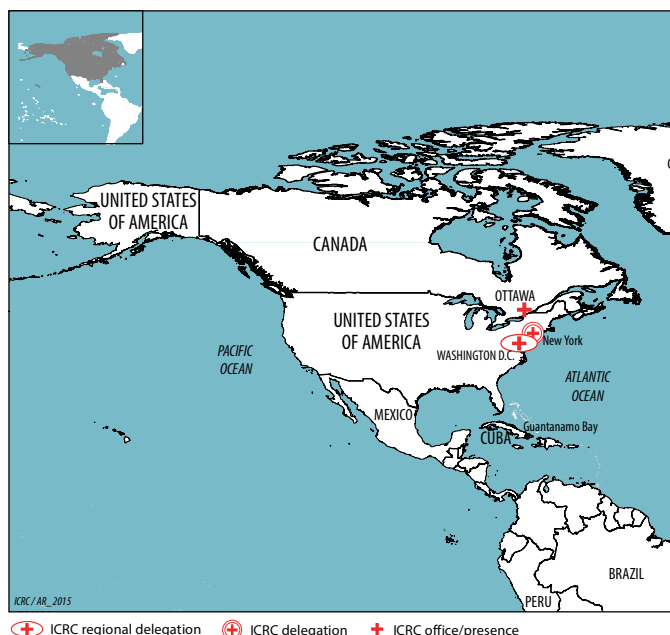 UNITED STATES
OF AMERICA
CANADA
OTTAWA
UNITED STATES
OF AMERICA
New York
WASHINGTON D.C.
PACIFIC
OCEAN
ATLANTIC
OCEAN
MEXICO
Guantanamo Bay
CUBA
BRAZIL
PERU
ICRC / AR_2015
ICRC regional delegation
ICRC delegation
ICRC office/presence